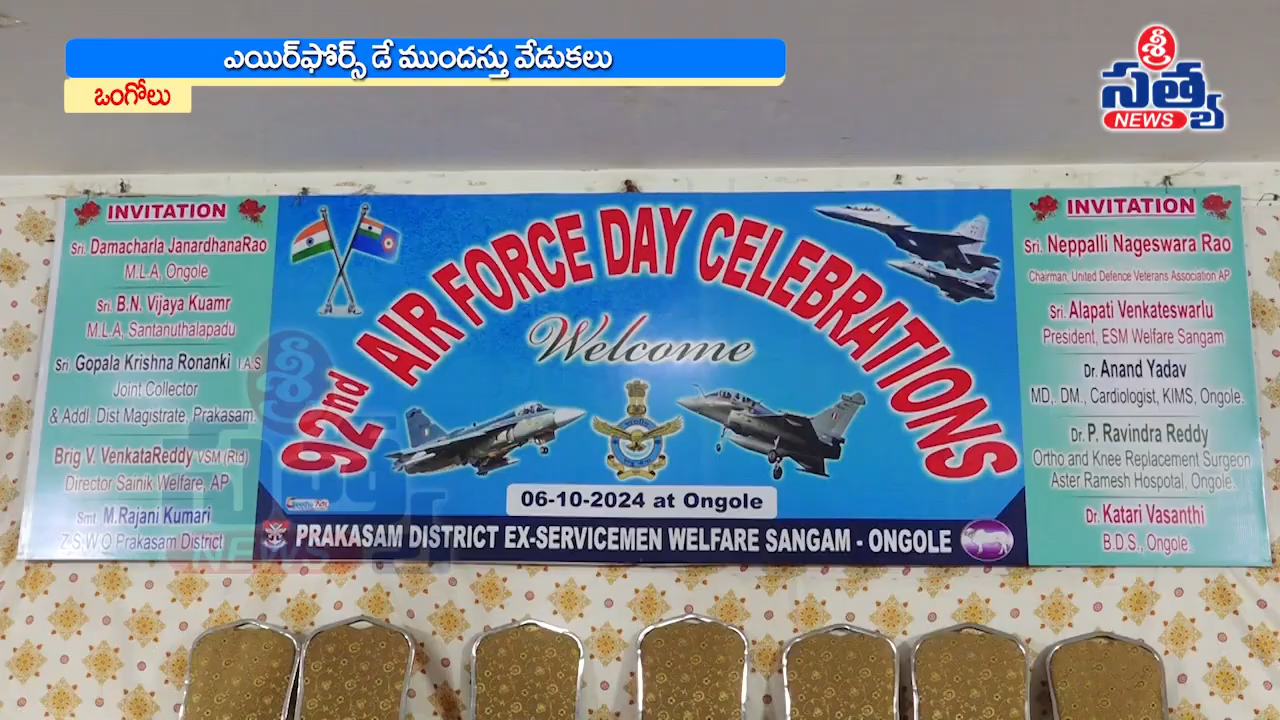 ఎయిర్‌ఫోర్స్ డే ముందస్తు వేడుకలు
ఒంగోలు
శ్రీ
సత్య
NEWS
INVITATION
Sri. Damacharla JanardhanaRao
M.L.A, Ongole
Sri. B.N. Vijaya Kuamr
M.L.A, Santanuthalapadu
Sri Gopala Krishna Ronanki I.A.S
Joint Collector
& Addl. Dist Magistrate, Prakasam
Brig V. VenkataReddy VSM (Rtd)
Director Sainik Welfare, AP
Smt. M.Rajani Kumari
Z.S.W.O Prakasam District
92nd AIR FORCE DAY CELEBRATIONS
Welcome
06-10-2024 at Ongole
PRAKASAM DISTRICT EX-SERVICEMEN WELFARE SANGAM - ONGOLE
INVITATION
Sri. Neppalli Nageswara Rao
Chairman, United Defence Veterans Association AP
Sri. Alapati Venkateswarlu
President, ESM Welfare Sangam
Dr. Anand Yadav
MD,. DM., Cardiologist, KIMS, Ongole.
Dr. P. Ravindra Reddy
Ortho and Knee Replacement Surgeon
Aster Ramesh Hospotal, Ongole.
Dr. Katari Vasanthi
B.D.S., Ongole.
శ్రీ
సత్య
NEWS